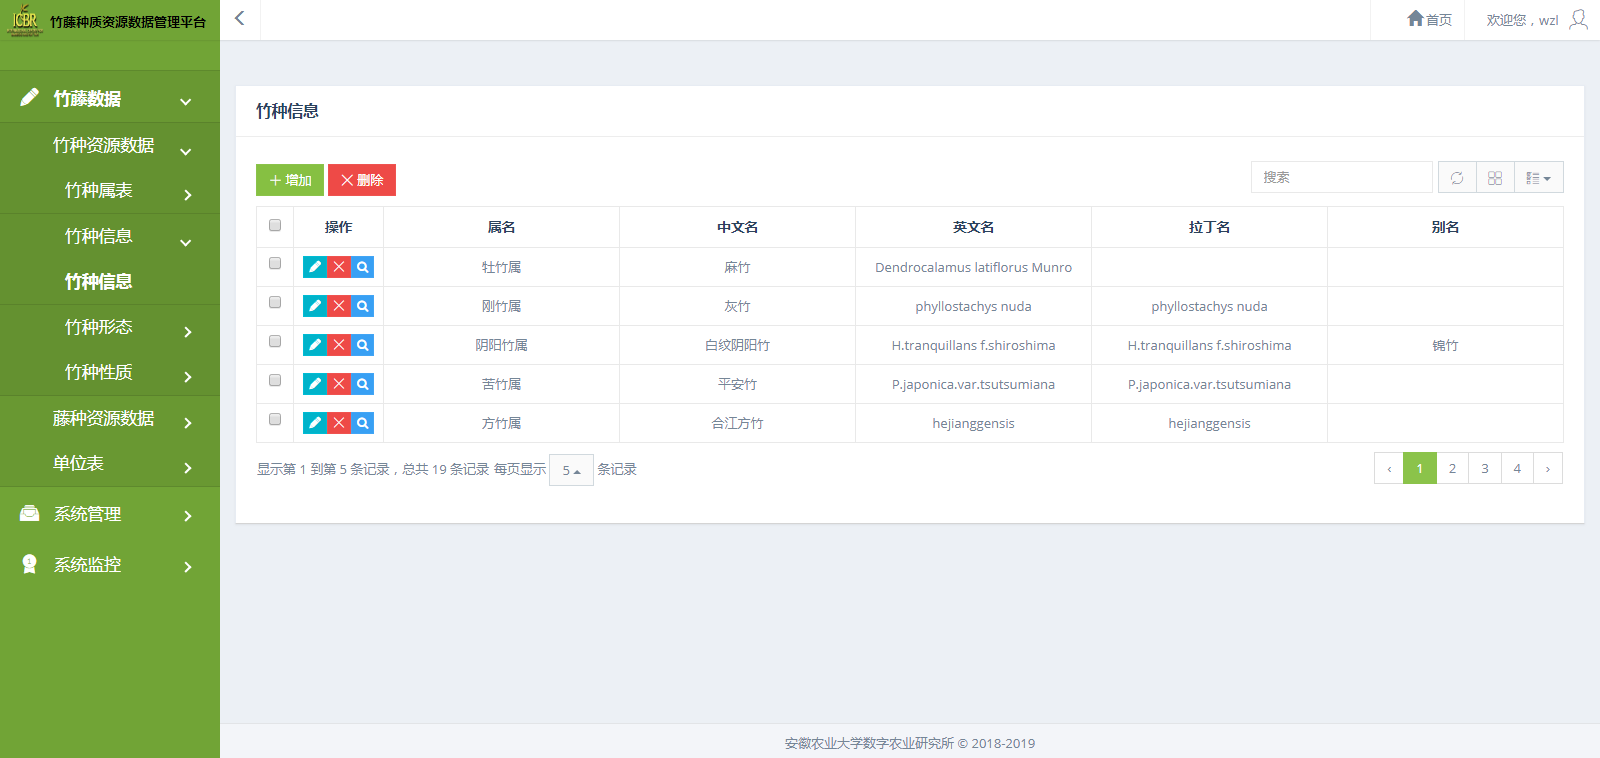 ICBR 竹藤种质资源数据管理平台
首页
欢迎您，wzl
竹藤数据
竹种资源数据
竹种属表
竹种信息
竹种信息
竹种形态
竹种性质
藤种资源数据
单位表
系统管理
系统监控
竹种信息
增加 删除
搜索
操作 属名 中文名 英文名 拉丁名 别名
牡竹属 麻竹 Dendrocalamus latiflorus Munro
刚竹属 灰竹 phyllostachys nuda phyllostachys nuda
阴阳竹属 白纹阴阳竹 H.tranquillans f.shiroshima H.tranquillans f.shiroshima 锦竹
苦竹属 平安竹 P.japonica.var.tsutsumiana P.japonica.var.tsutsumiana
方竹属 合江方竹 hejianggensis hejianggensis
显示第 1 到第 5 条记录，总共 19 条记录 每页显示 5 条记录
‹ 1 2 3 4 ›
安徽农业大学数字农业研究所 © 2018-2019